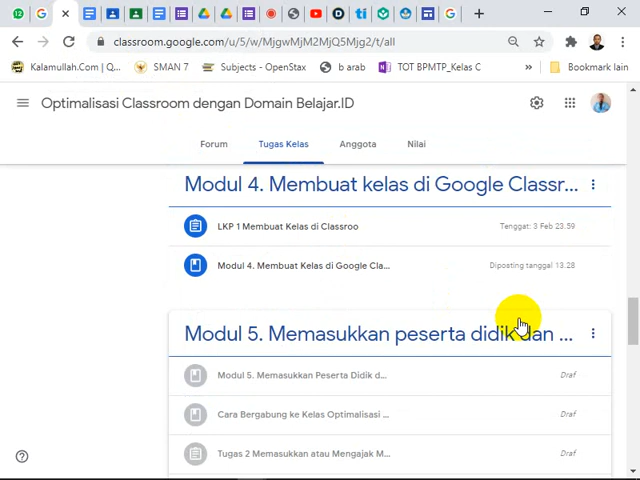 classroom.google.com/u/5/w/MjgwMjM2MjQ5Mjg2/t/all
Kalamullah.Com | Q...
SMAN 7
Subjects - OpenStax
b arab
TOT BPMTP_Kelas C
»
Bookmark lain
Optimalisasi Classroom dengan Domain Belajar.ID
Forum
Tugas Kelas
Anggota
Nilai
Modul 4. Membuat kelas di Google Classr...
LKP 1 Membuat Kelas di Classroo
Tenggat: 3 Feb 23.59
Modul 4. Membuat Kelas di Google Cla...
Diposting tanggal 13.28
Modul 5. Memasukkan peserta didik dan ...
Modul 5. Memasukkan Peserta Didik d...
Draf
Cara Bergabung ke Kelas Optimalisasi ...
Draf
Tugas 2 Memasukkan atau Mengajak M...
Draf